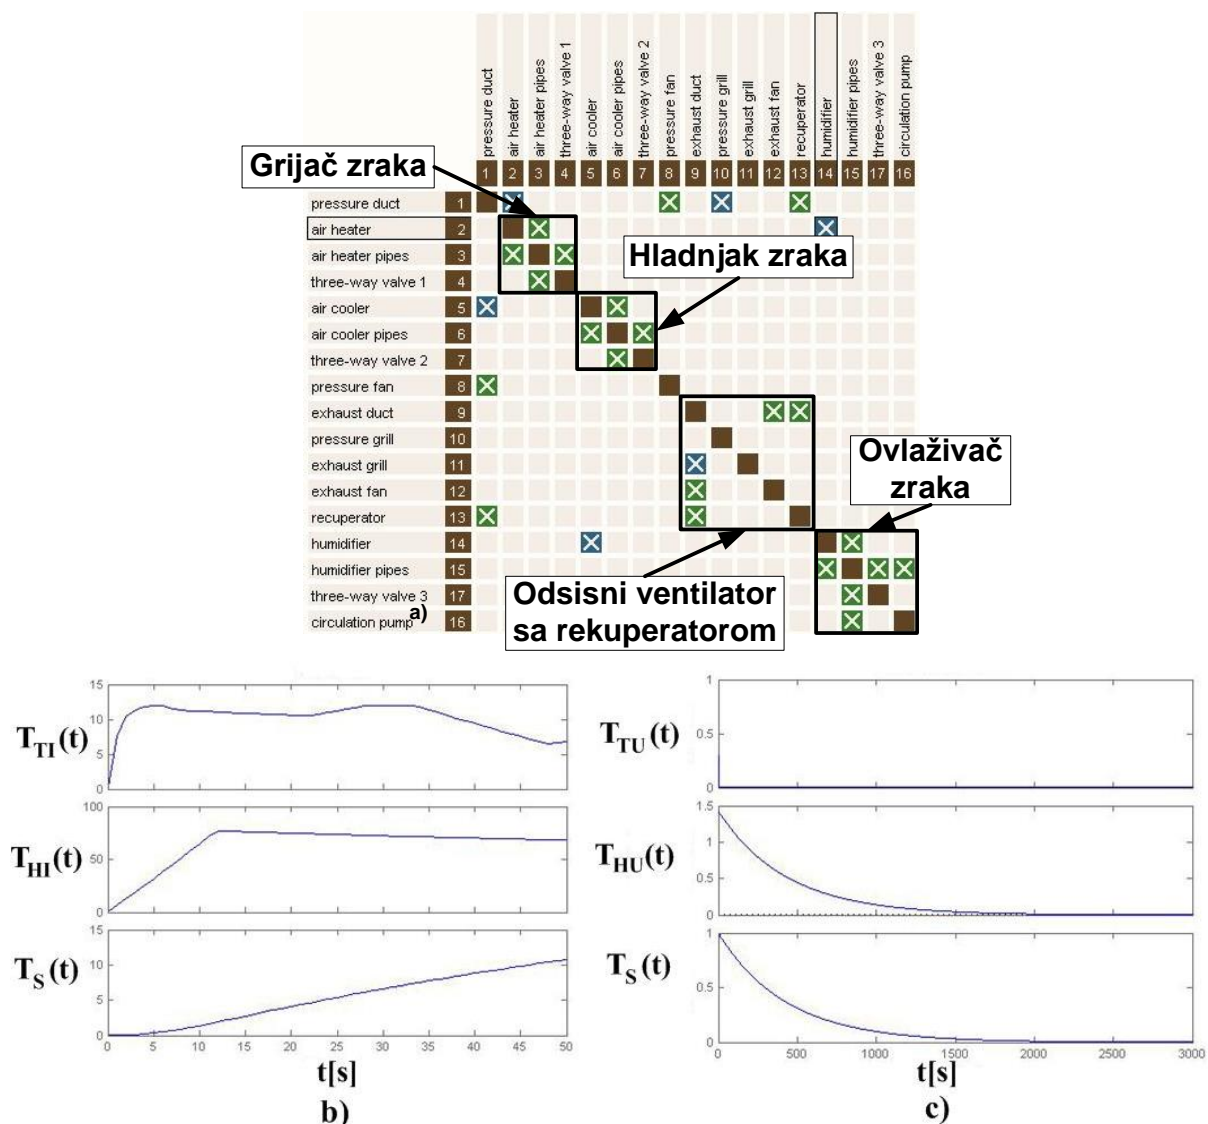 pressure duct
air heater
air heater pipes
three-way valve 1
air cooler
air cooler pipes
three-way valve 2
pressure fan
exhaust duct
pressure grill
exhaust grill
exhaust fan
recuperator
humidifier
humidifier pipes
three-way valve 3
circulation pump
1 2 3 4 5 6 7 8 9 10 11 12 13 14 15 17 16
Grijač zraka
pressure duct 1
air heater 2
air heater pipes 3
three-way valve 1 4
Hladnjak zraka
air cooler 5
air cooler pipes 6
three-way valve 2 7
pressure fan 8
exhaust duct 9
pressure grill 10
exhaust grill 11
exhaust fan 12
recuperator 13
Ovlaživač
zraka
humidifier 14
humidifier pipes 15
three-way valve 3 17
circulation pump 16
a)
Odsisni ventilator
sa rekuperatorom
T_TI(t)
15
10
5
0
T_HI(t)
100
50
0
T_S(t)
15
10
5
0
0 5 10 15 20 25 30 35 40 45 50
t[s]
b)
T_TU(t)
1
0.5
0
T_HU(t)
1.5
1
0.5
0
T_S(t)
1
0.5
0
0 500 1000 1500 2000 2500 3000
t[s]
c)